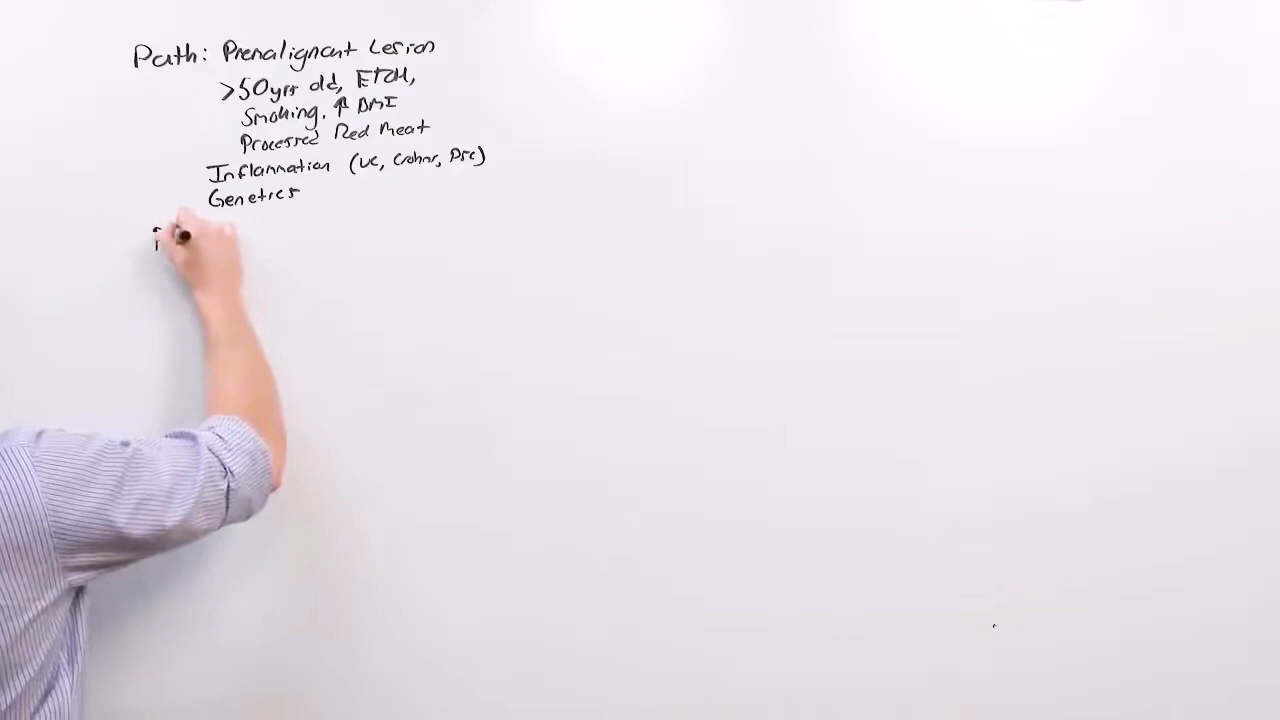 Path: Premalignant Lesion
>50yrs old, ETOH,
Smoking, ↑ BMI
Processed Red Meat
Inflammation (UC, Crohns, PSC)
Genetics